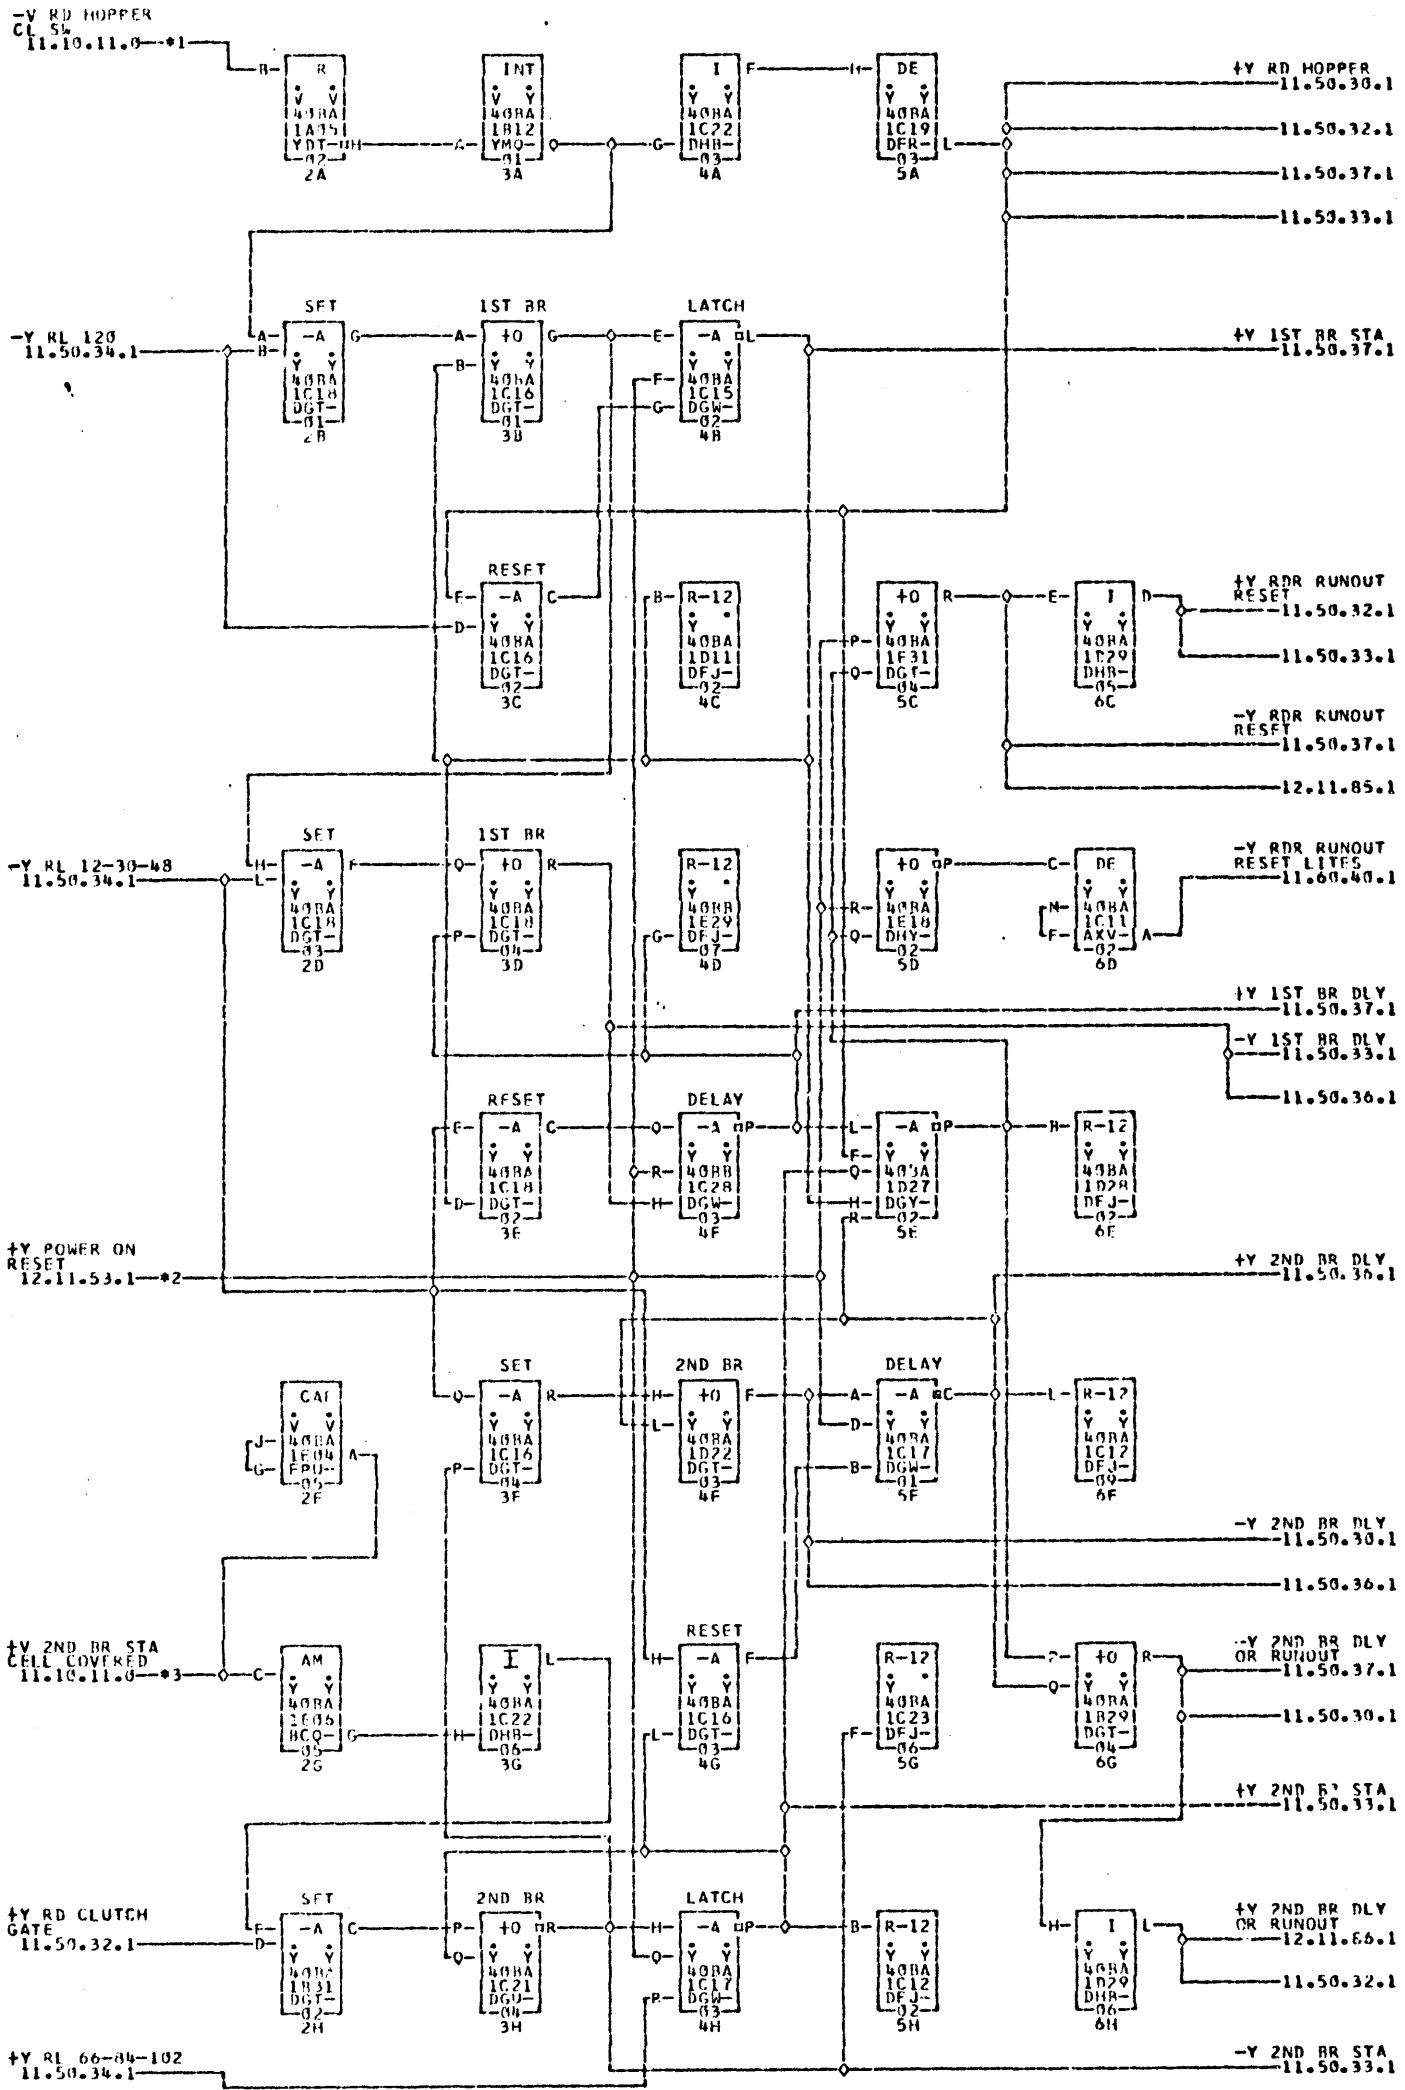 -V RD HOPPER
CL SW
11.10.11.0 *1
B R
V V
40BA
1A05
YDT- H
02
2A
INT
Y
40BA
A 1B12
YMQ- Q
01
3A
I F
Y Y
40BA
1C22
G DHB-
03
4A
H DE
Y Y
40BA
1C19
DFR- L
03
5A
+Y RD HOPPER
11.50.30.1
11.50.32.1
11.50.37.1
11.50.33.1
-Y RL 120
11.50.34.1
SET
A -A G
B
Y Y
40BA
1C18
DGT-
01
2B
1ST BR
A +O G
B Y Y
40BA
1C16
DGT-
01
3B
LATCH
E -A L
Y Y
F 40BA
1C15
G DGW-
02
4B
+Y 1ST BR STA
11.50.37.1
RESET
E -A C
D Y Y
40BA
1C16
DGT-
02
3C
B R-12
Y
40BA
1D11
DFJ-
02
4C
+O R
Y Y
P 40BA
1F31
Q DGT-
04
5C
E I D
Y Y
40BA
1D29
DHB-
05
6C
+Y RDR RUNOUT
RESET
11.50.32.1
11.50.33.1
-Y RDR RUNOUT
RESET
11.50.37.1
12.11.85.1
-Y RL 12-30-48
11.50.34.1
SET
H -A F
L
Y Y
40BA
1C18
DGT-
03
2D
1ST BR
Q +O R
Y Y
40BA
1C18
P DGT-
04
3D
R-12
Y Y
40BB
1E29
G DFJ-
07
4D
+O P
Y Y
R 40BA
1E18
Q DHY-
02
5D
C DE
Y Y
N 40BA
1C11
F AXV- A
02
6D
-Y RDR RUNOUT
RESET LITES
11.60.40.1
+Y 1ST BR DLY
11.50.37.1
-Y 1ST BR DLY
11.50.33.1
11.50.36.1
RESET
E -A C
Y Y
40BA
1C18
D DGT-
02
3E
DELAY
Q -A P
Y Y
R 40BB
1C28
H DGW-
03
4E
L -A P
F Y Y
Q 40BA
1D27
H DGY-
R 02
5E
H R-12
Y Y
40BA
1D28
DFJ-
02
6E
+Y POWER ON
RESET
12.11.53.1 *2
+Y 2ND BR DLY
11.50.36.1
CAF
V V
J 40BA
1E04 A
G FPU-
05
2F
SET
Q -A R
Y Y
40BA
1C16
P DGT-
04
3F
2ND BR
H +O F
L Y Y
40BA
1D22
DGT-
03
4F
DELAY
A -A C
D Y Y
40BA
1C17
B DGW-
01
5F
L R-12
Y Y
40BA
1C12
DFJ-
09
6F
-Y 2ND BR DLY
11.50.30.1
11.50.36.1
+V 2ND BR STA
CELL COVERED
11.10.11.0 *3
C AM
Y
40BA
1E06
BCQ- G
05
2G
I L
Y Y
40BA
1C22
H DHB-
06
3G
RESET
H -A F
Y Y
40BA
1C16
L DGT-
03
4G
R-12
Y Y
40BA
1C23
F DFJ-
06
5G
P +O R
Q Y Y
40BA
1B29
DGT-
04
6G
-Y 2ND BR DLY
OR RUNOUT
11.50.37.1
11.50.30.1
+Y 2ND BR STA
11.50.33.1
+Y RD CLUTCH
GATE
11.50.32.1
SET
F -A C
D
Y Y
40BA
1B31
DGT-
02
2H
2ND BR
P +O R
Q Y Y
40BA
1C21
DGU-
04
3H
LATCH
H -A P
Q Y Y
40BA
1C17
R DGW-
03
4H
B R-12
Y Y
40BA
1C12
DFJ-
02
5H
H I L
Y Y
40BA
1D29
DHB-
06
6H
+Y 2ND BR DLY
OR RUNOUT
12.11.86.1
11.50.32.1
+Y RL 66-84-102
11.50.34.1
-Y 2ND BR STA
11.50.33.1